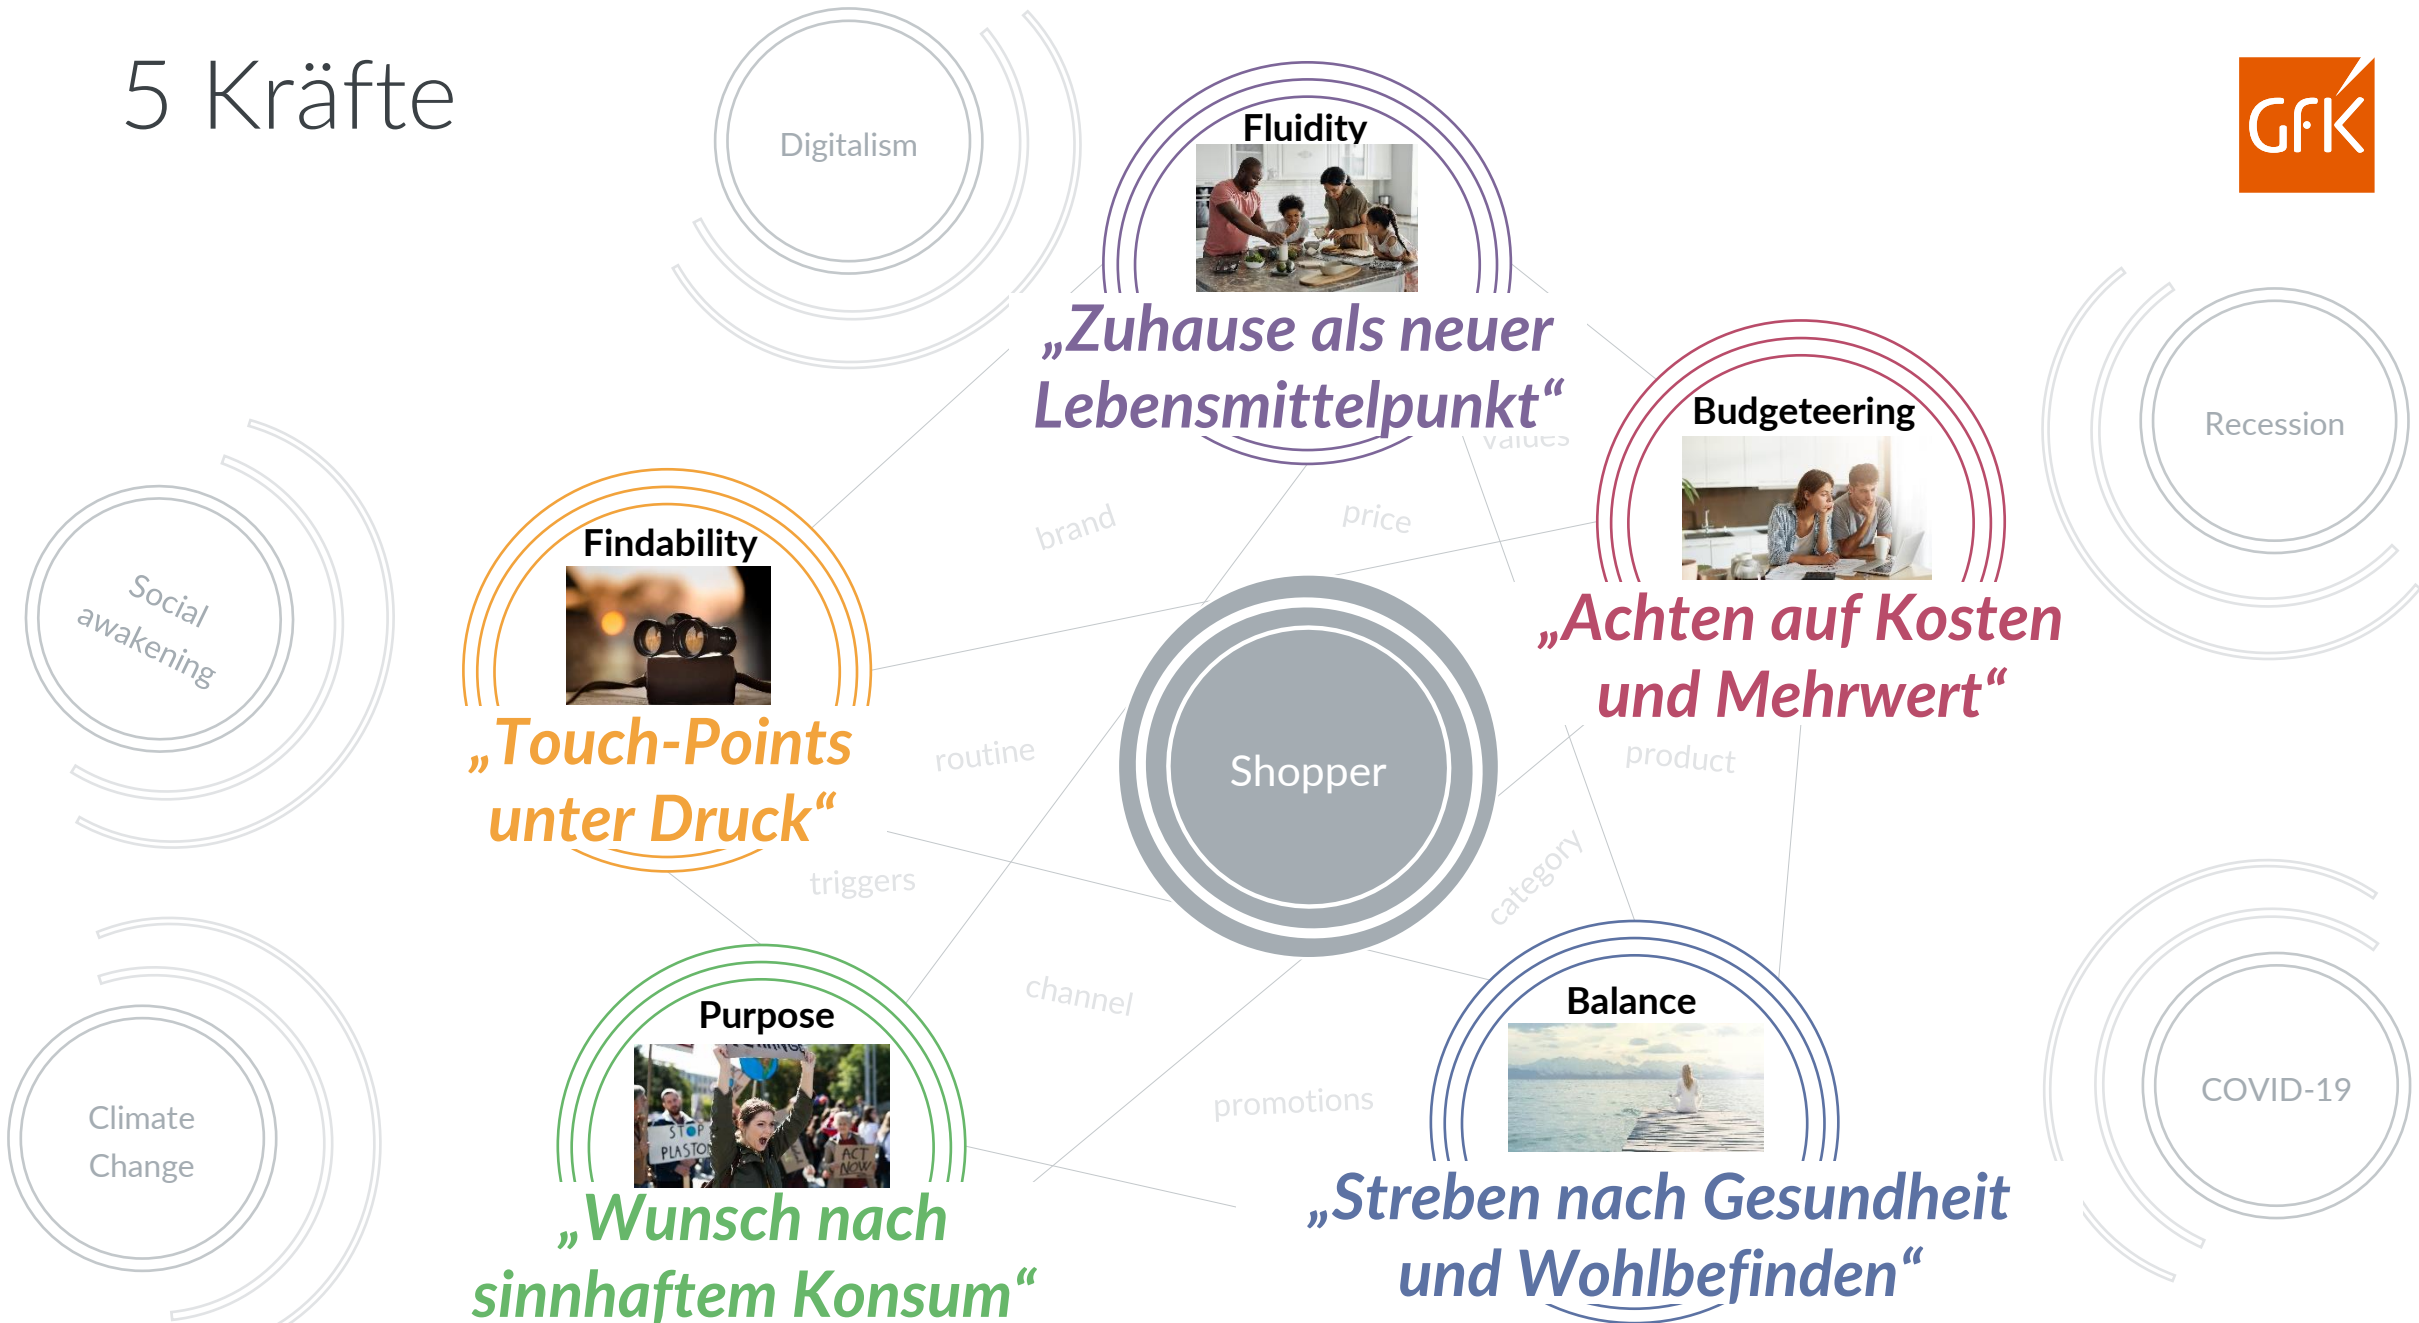 5 Kräfte
GfK
Digitalism
Fluidity
„Zuhause als neuer
Lebensmittelpunkt“
Recession
Budgeteering
„Achten auf Kosten
und Mehrwert“
values
brand
price
Social
awakening
Findability
„Touch-Points
unter Druck“
routine
Shopper
product
triggers
category
channel
promotions
Climate
Change
Purpose
STOP
PLASTO
ACT
NOW
„Wunsch nach
sinnhaftem Konsum“
Balance
„Streben nach Gesundheit
und Wohlbefinden“
COVID-19